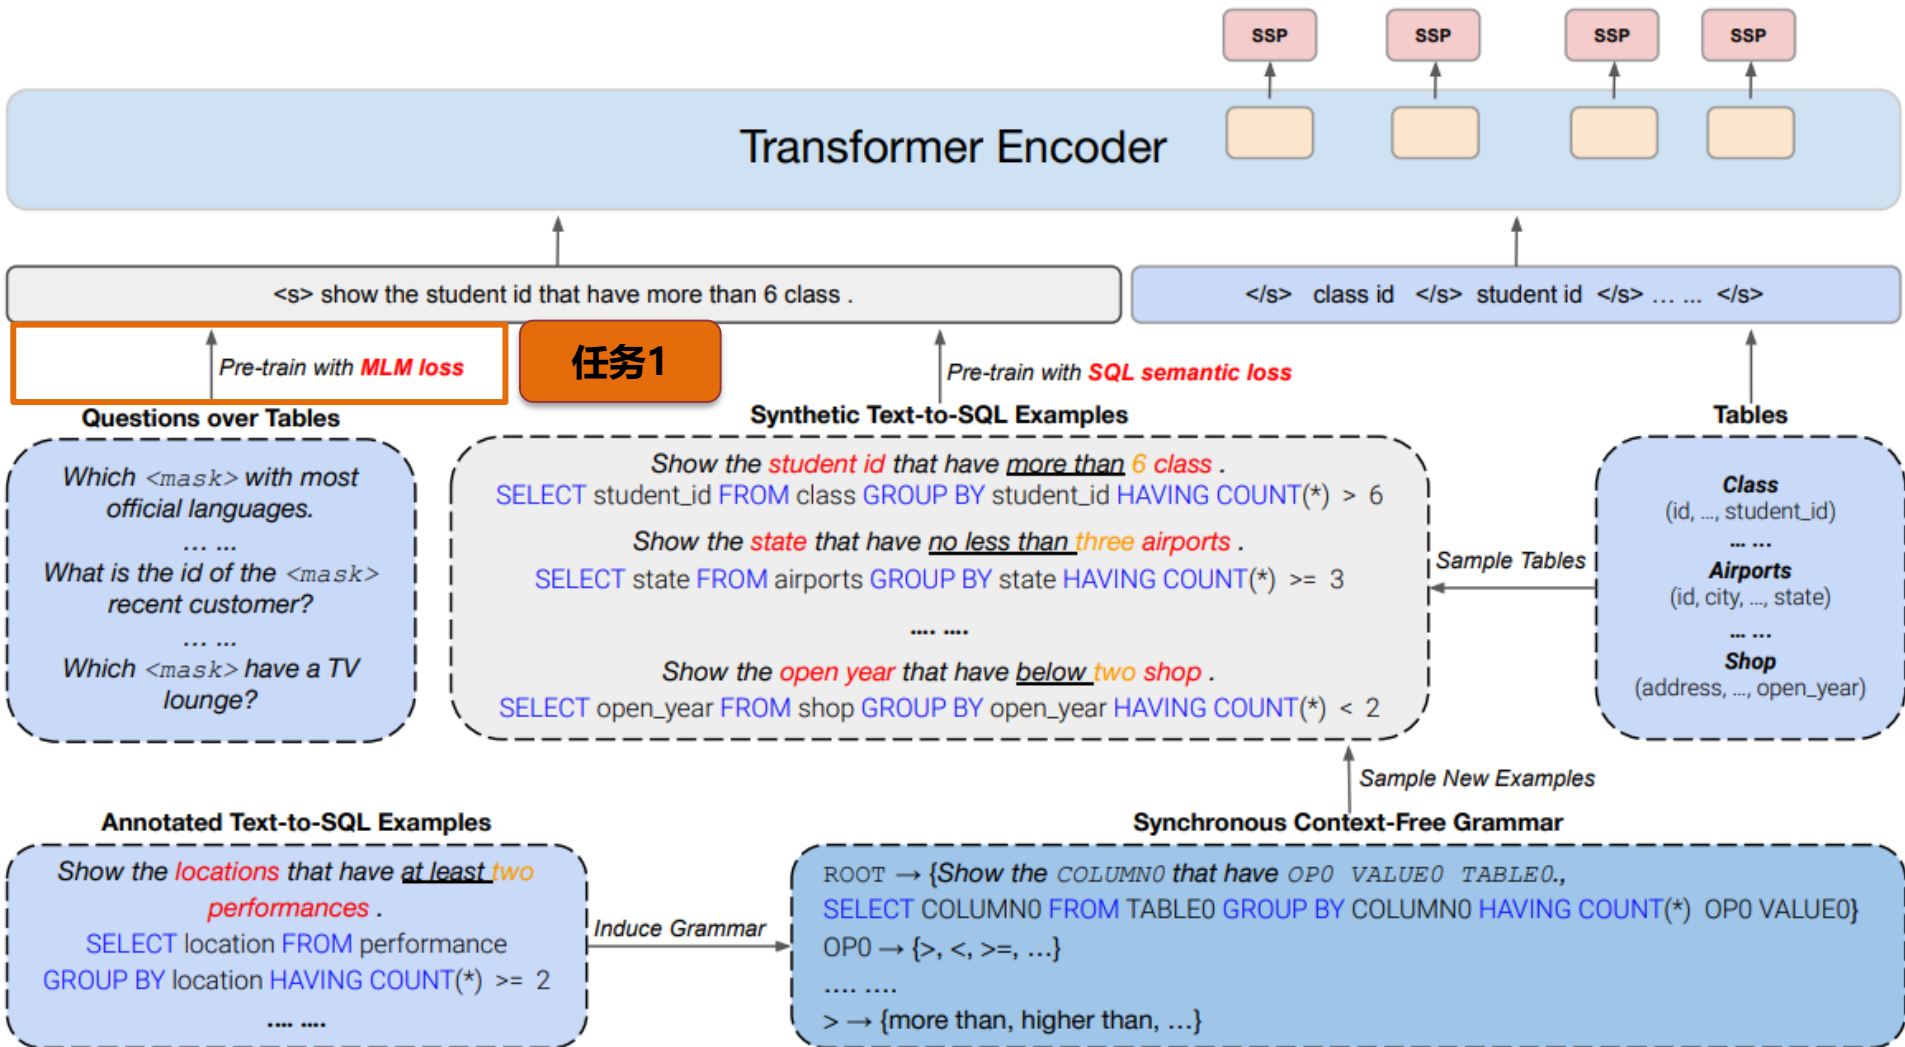 SSP SSP SSP SSP
Transformer Encoder
<s> show the student id that have more than 6 class .
</s> class id </s> student id </s> ... ... </s>
Pre-train with MLM loss
任务1
Pre-train with SQL semantic loss
Questions over Tables
Which <mask> with most
official languages.
... ...
What is the id of the <mask>
recent customer?
... ...
Which <mask> have a TV
lounge?
Synthetic Text-to-SQL Examples
Show the student id that have more than 6 class .
SELECT student_id FROM class GROUP BY student_id HAVING COUNT(*) > 6
Show the state that have no less than three airports .
SELECT state FROM airports GROUP BY state HAVING COUNT(*) >= 3
.... ....
Show the open year that have below two shop .
SELECT open_year FROM shop GROUP BY open_year HAVING COUNT(*) < 2
Sample Tables
Tables
Class
(id, ..., student_id)
... ...
Airports
(id, city, ..., state)
... ...
Shop
(address, ..., open_year)
Sample New Examples
Annotated Text-to-SQL Examples
Show the locations that have at least two
performances .
SELECT location FROM performance
GROUP BY location HAVING COUNT(*) >= 2
.... ....
Induce Grammar
Synchronous Context-Free Grammar
ROOT → {Show the COLUMN0 that have OP0 VALUE0 TABLE0.,
SELECT COLUMN0 FROM TABLE0 GROUP BY COLUMN0 HAVING COUNT(*) OP0 VALUE0}
OP0 → {>, <, >=, ...}
.... ....
> → {more than, higher than, ...}